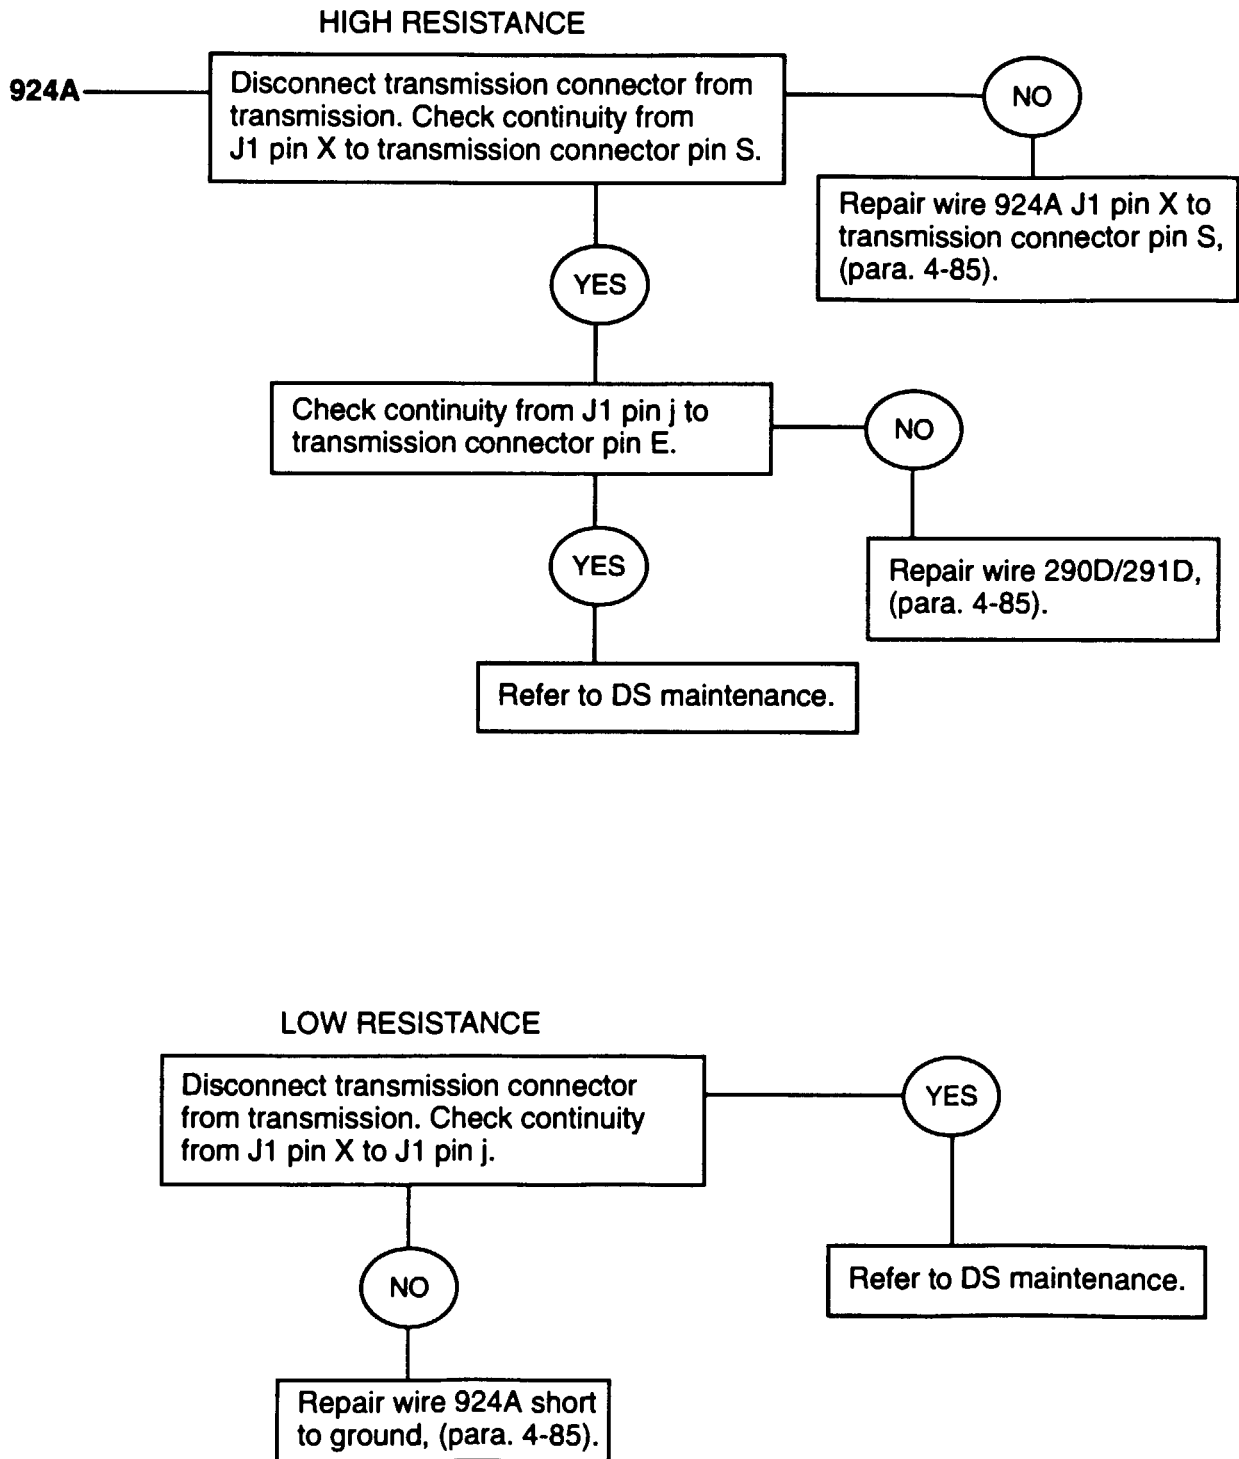 HIGH RESISTANCE
924A
Disconnect transmission connector from
transmission. Check continuity from
J1 pin X to transmission connector pin S.
NO
Repair wire 924A J1 pin X to
transmission connector pin S,
(para. 4-85).
YES
Check continuity from J1 pin j to
transmission connector pin E.
NO
Repair wire 290D/291D,
(para. 4-85).
YES
Refer to DS maintenance.
LOW RESISTANCE
Disconnect transmission connector
from transmission. Check continuity
from J1 pin X to J1 pin j.
YES
Refer to DS maintenance.
NO
Repair wire 924A short
to ground, (para. 4-85).